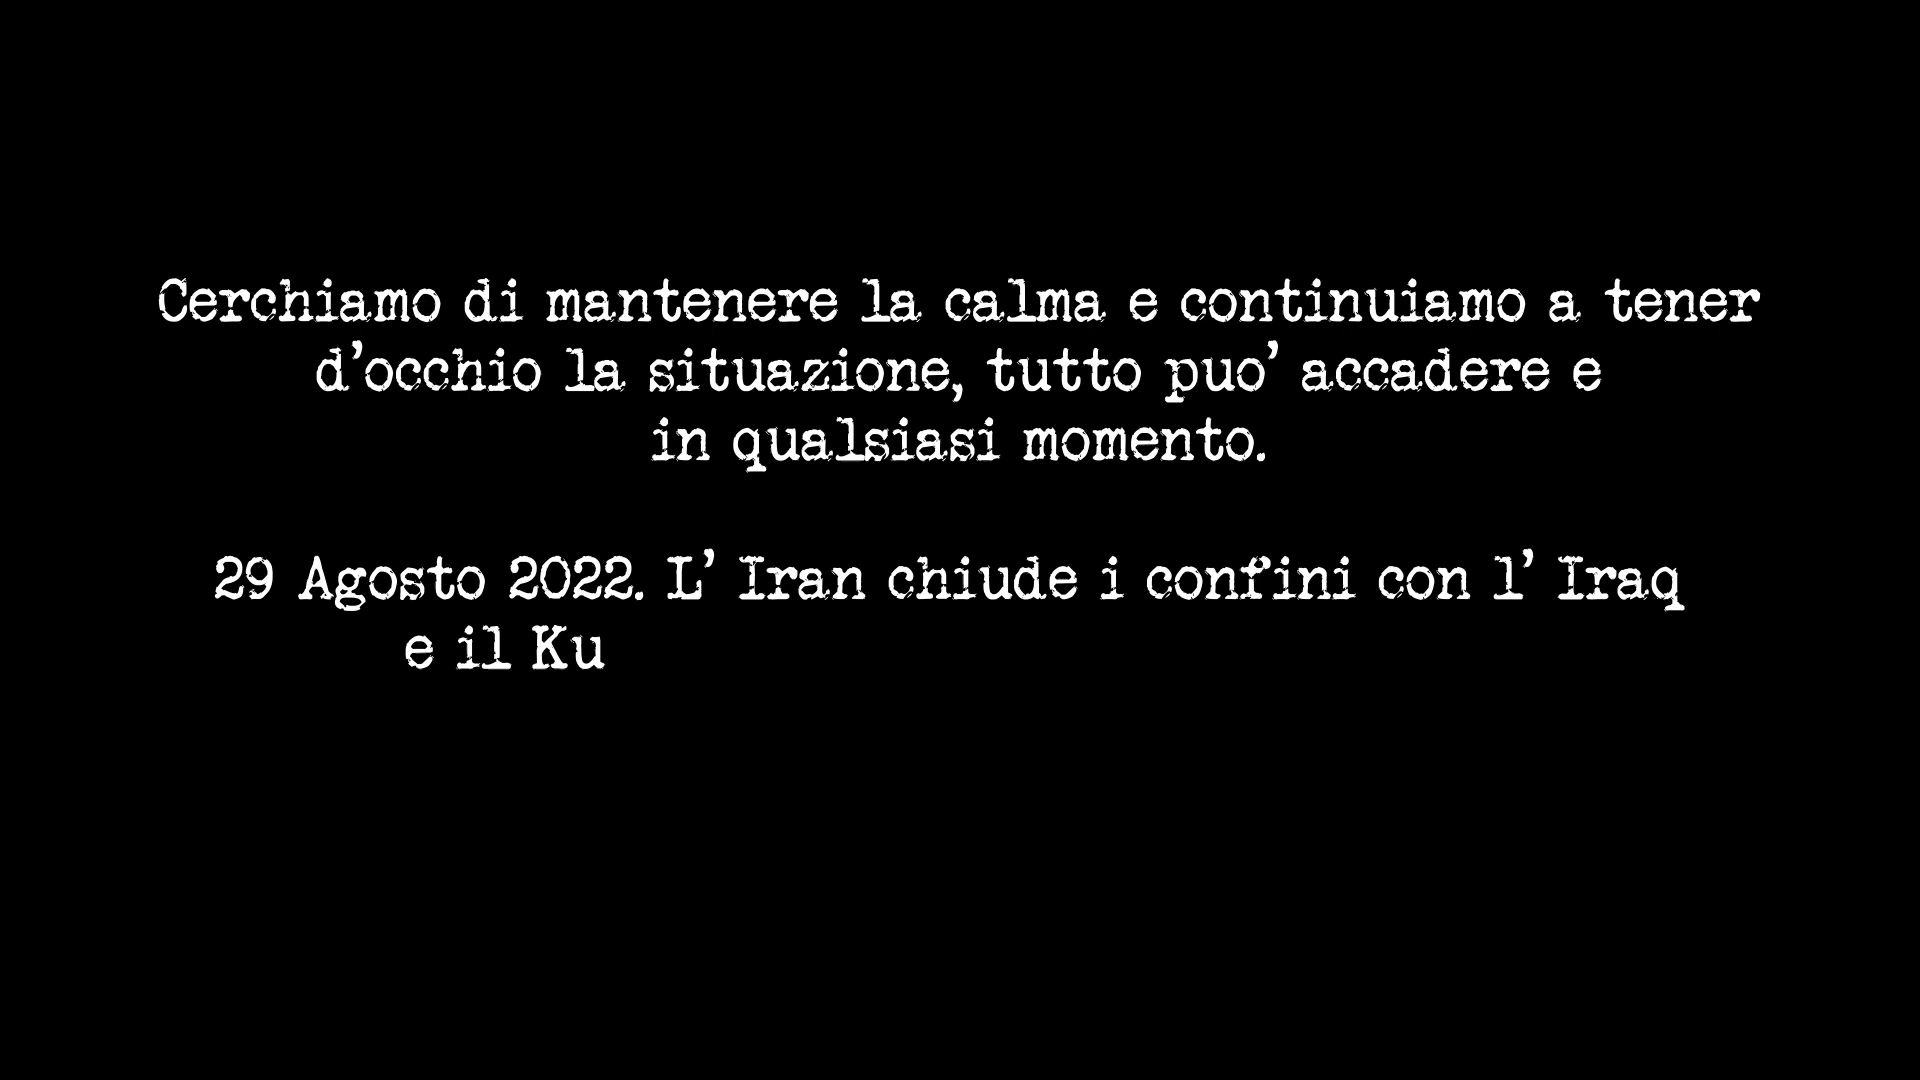 Cerchiamo di mantenere la calma e continuiamo a tener
d’occhio la situazione, tutto puo’ accadere e
in qualsiasi momento.
29 Agosto 2022. L’ Iran chiude i confini con l’ Iraq
e il Ku